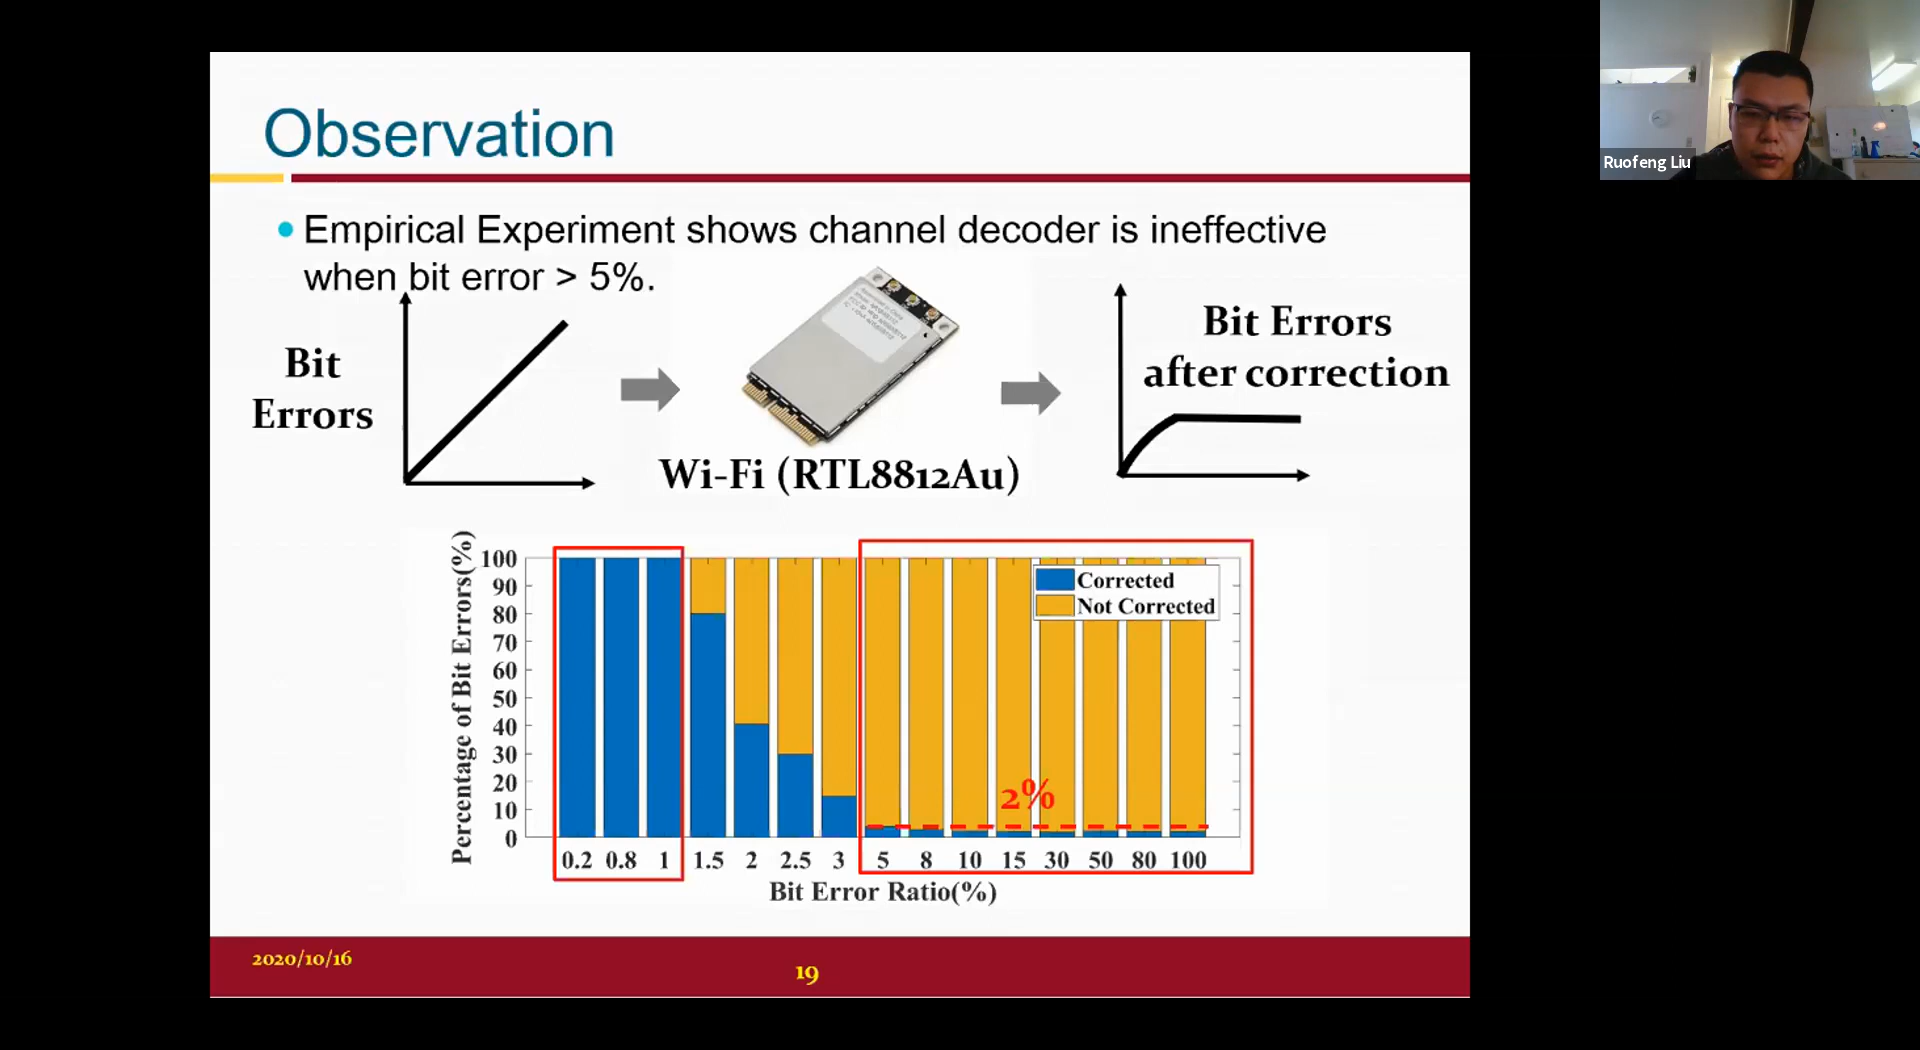 Observation
Empirical Experiment shows channel decoder is ineffective
when bit error > 5%.
Bit
Errors
Wi-Fi (RTL8812Au)
Bit Errors
after correction
Percentage of Bit Errors(%)
100
90
80
70
60
50
40
30
20
10
0
Corrected
Not Corrected
2%
0.2 0.8 1 1.5 2 2.5 3 5 8 10 15 30 50 80 100
Bit Error Ratio(%)
2020/10/16
19
Ruofeng Liu